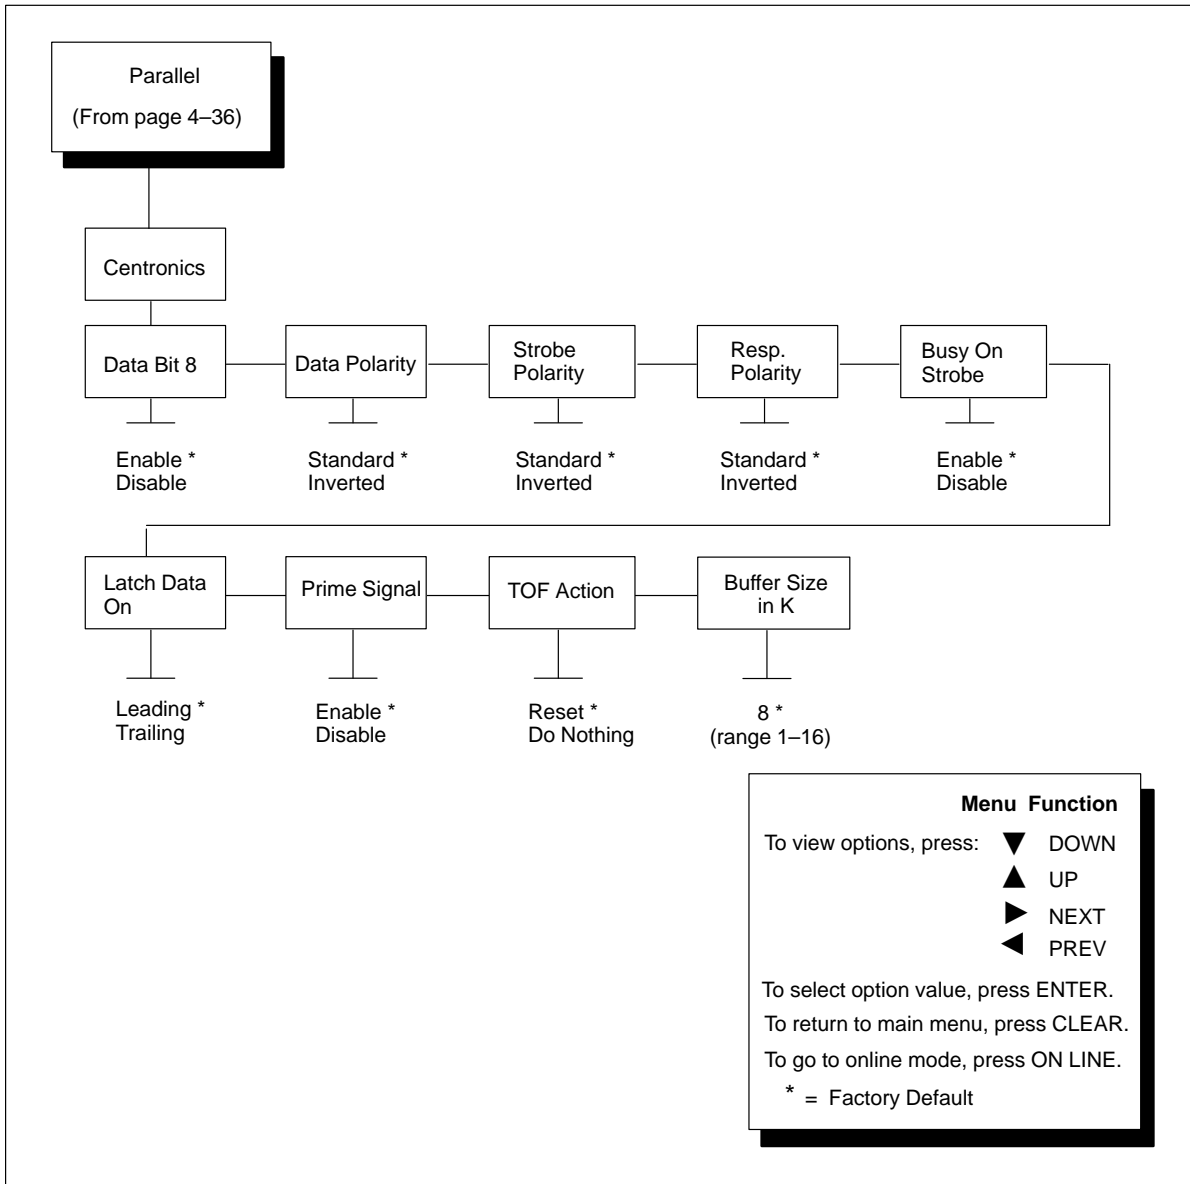 Parallel
(From page 4–36)
Centronics
Data Bit 8
Data Polarity
Strobe
Polarity
Resp.
Polarity
Busy On
Strobe
Enable *
Disable
Standard *
Inverted
Standard *
Inverted
Standard *
Inverted
Enable *
Disable
Latch Data
On
Prime Signal
TOF Action
Buffer Size
in K
Leading *
Trailing
Enable *
Disable
Reset *
Do Nothing
8 *
(range 1–16)
Menu Function
To view options, press: ▼ DOWN
▲ UP
► NEXT
◄ PREV
To select option value, press ENTER.
To return to main menu, press CLEAR.
To go to online mode, press ON LINE.
* = Factory Default